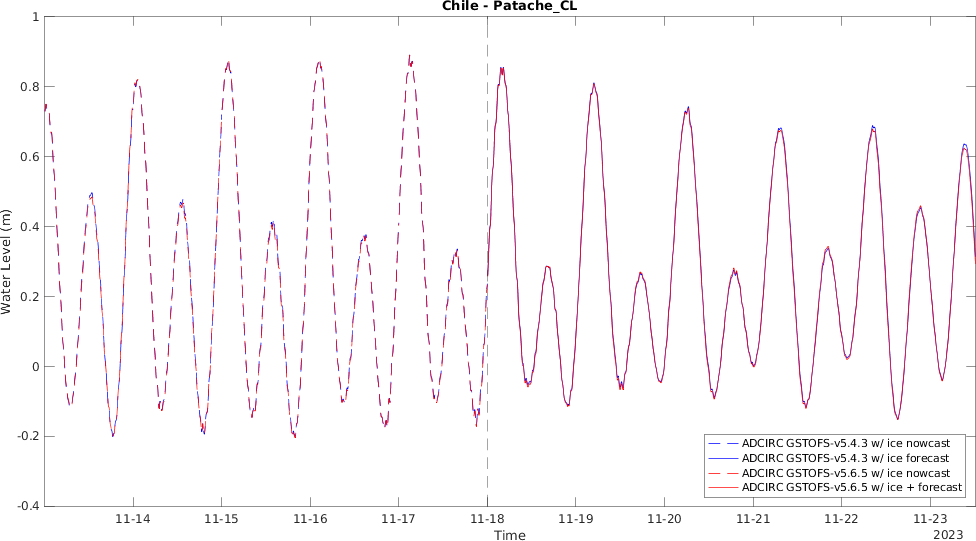 Chile - Patache_CL
Water Level (m)
1
0.8
0.6
0.4
0.2
0
-0.2
-0.4
11-14 11-15 11-16 11-17 11-18 11-19 11-20 11-21 11-22 11-23
Time
2023
ADCIRC GSTOFS-v5.4.3 w/ ice nowcast
ADCIRC GSTOFS-v5.4.3 w/ ice forecast
ADCIRC GSTOFS-v5.6.5 w/ ice nowcast
ADCIRC GSTOFS-v5.6.5 w/ ice + forecast